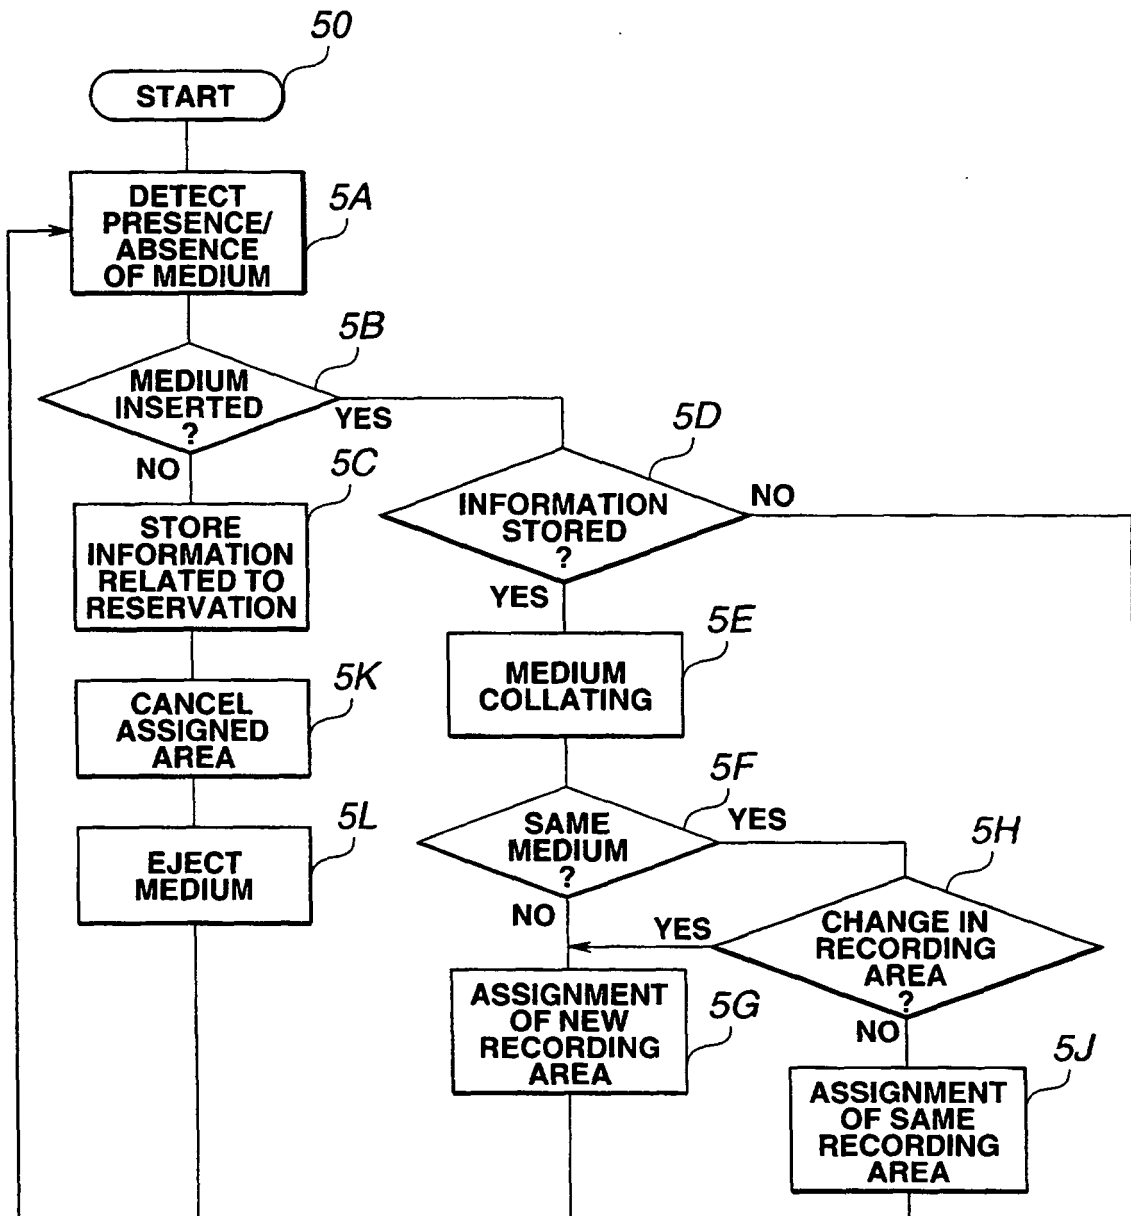 50
START
DETECT
PRESENCE/
ABSENCE
OF MEDIUM
5A
5B
MEDIUM
INSERTED
?
YES
NO
5C
STORE
INFORMATION
RELATED TO
RESERVATION
5K
CANCEL
ASSIGNED
AREA
5L
EJECT
MEDIUM
5D
INFORMATION
STORED
?
NO
YES
5E
MEDIUM
COLLATING
5F
SAME
MEDIUM
?
YES
NO
5H
CHANGE IN
RECORDING
AREA
?
YES
NO
ASSIGNMENT
OF NEW
RECORDING
AREA
5G
5J
ASSIGNMENT
OF SAME
RECORDING
AREA